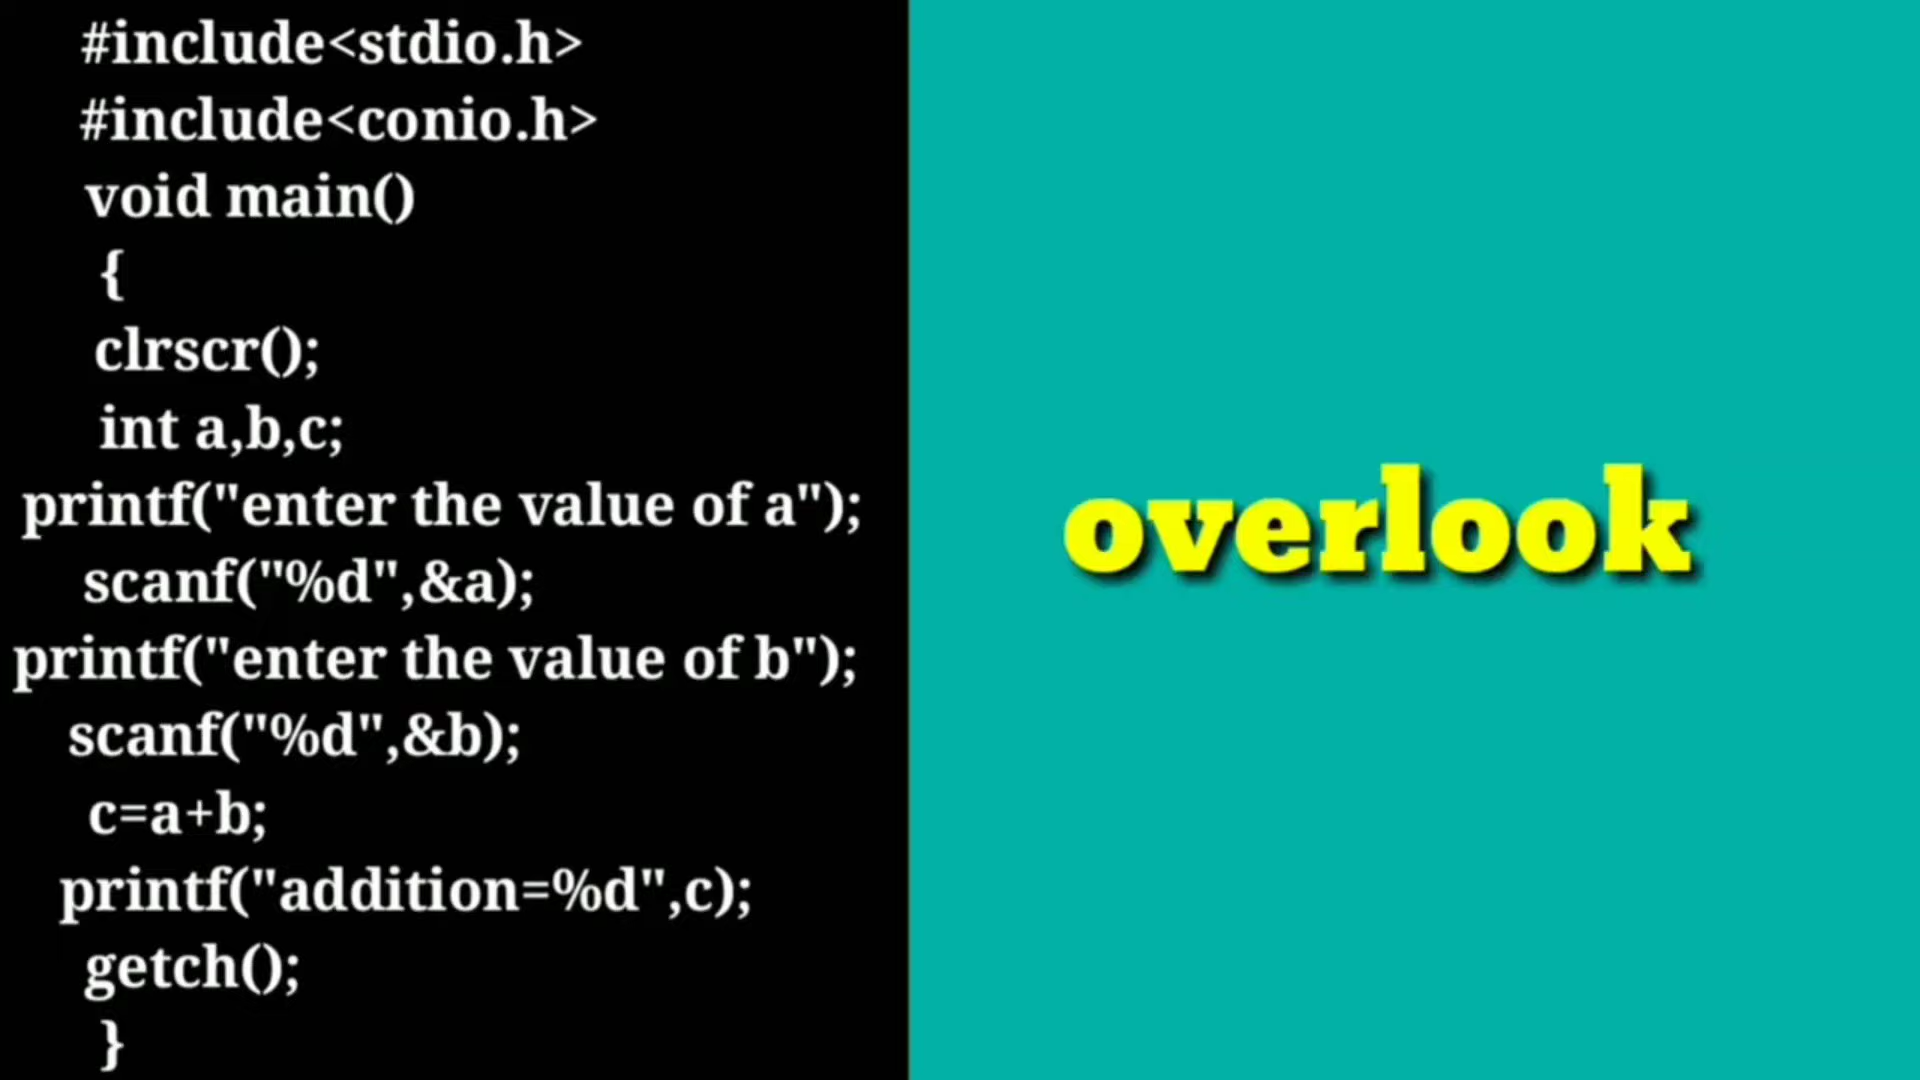 #include<stdio.h>
#include<conio.h>
void main()
{
clrscr();
int a,b,c;
printf("enter the value of a");
scanf("%d",&a);
printf("enter the value of b");
scanf("%d",&b);
c=a+b;
printf("addition=%d",c);
getch();
}
overlook